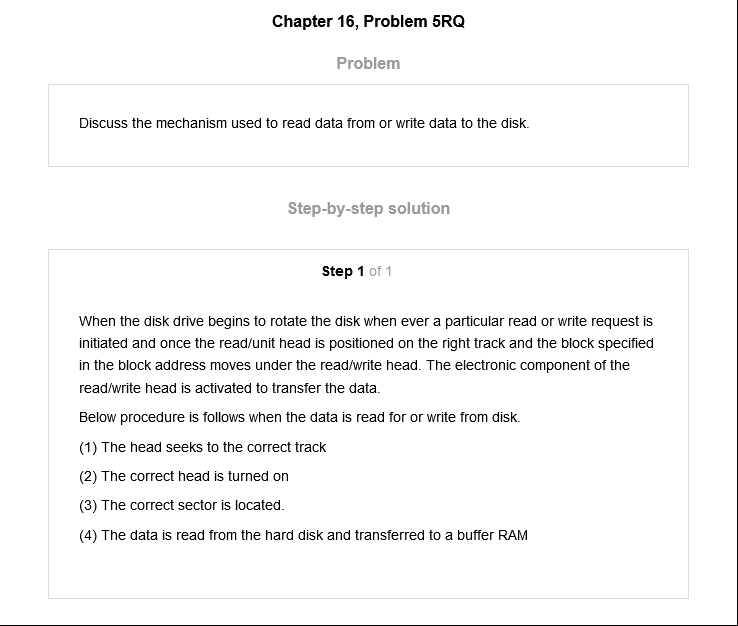 Chapter 16, Problem 5RQ
Problem
Discuss the mechanism used to read data from or write data to the disk.
Step-by-step solution
Step 1 of 1
When the disk drive begins to rotate the disk when ever a particular read or write request is
initiated and once the read/unit head is positioned on the right track and the block specified
in the block address moves under the read/write head. The electronic component of the
read/write head is activated to transfer the data.
Below procedure is follows when the data is read for or write from disk.
(1) The head seeks to the correct track
(2) The correct head is turned on
(3) The correct sector is located.
(4) The data is read from the hard disk and transferred to a buffer RAM